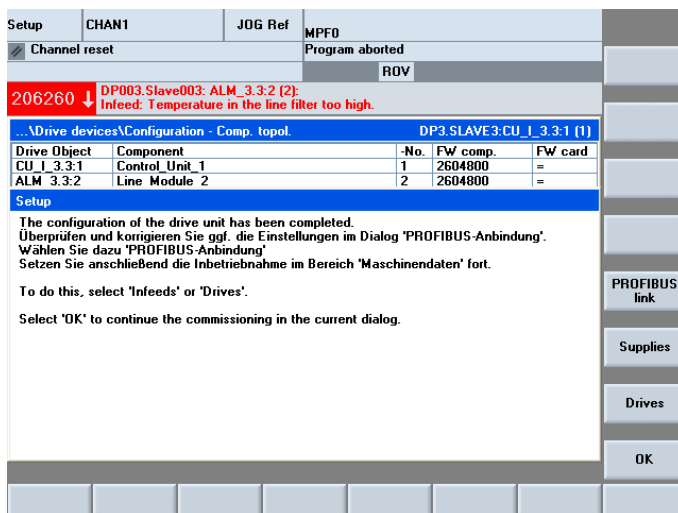 Setup CHAN1 JOG Ref MPF0
Channel reset Program aborted
ROV
206260 ↓ DP003.Slave003: ALM_3.3:2 (2):
Infeed: Temperature in the line filter too high.
...\Drive devices\Configuration - Comp. topol. DP3.SLAVE3:CU_I_3.3:1 (1)
Drive Object Component -No. FW comp. FW card
CU_I_3.3:1 Control_Unit_1 1 2604800 =
ALM_3.3:2 Line_Module_2 2 2604800 =
Setup
The configuration of the drive unit has been completed.
Überprüfen und korrigieren Sie ggf. die Einstellungen im Dialog 'PROFIBUS-Anbindung'.
Wählen Sie dazu 'PROFIBUS-Anbindung'
Setzen Sie anschließend die Inbetriebnahme im Bereich 'Maschinendaten' fort.
To do this, select 'Infeeds' or 'Drives'.
Select 'OK' to continue the commissioning in the current dialog.
PROFIBUS
link
Supplies
Drives
OK